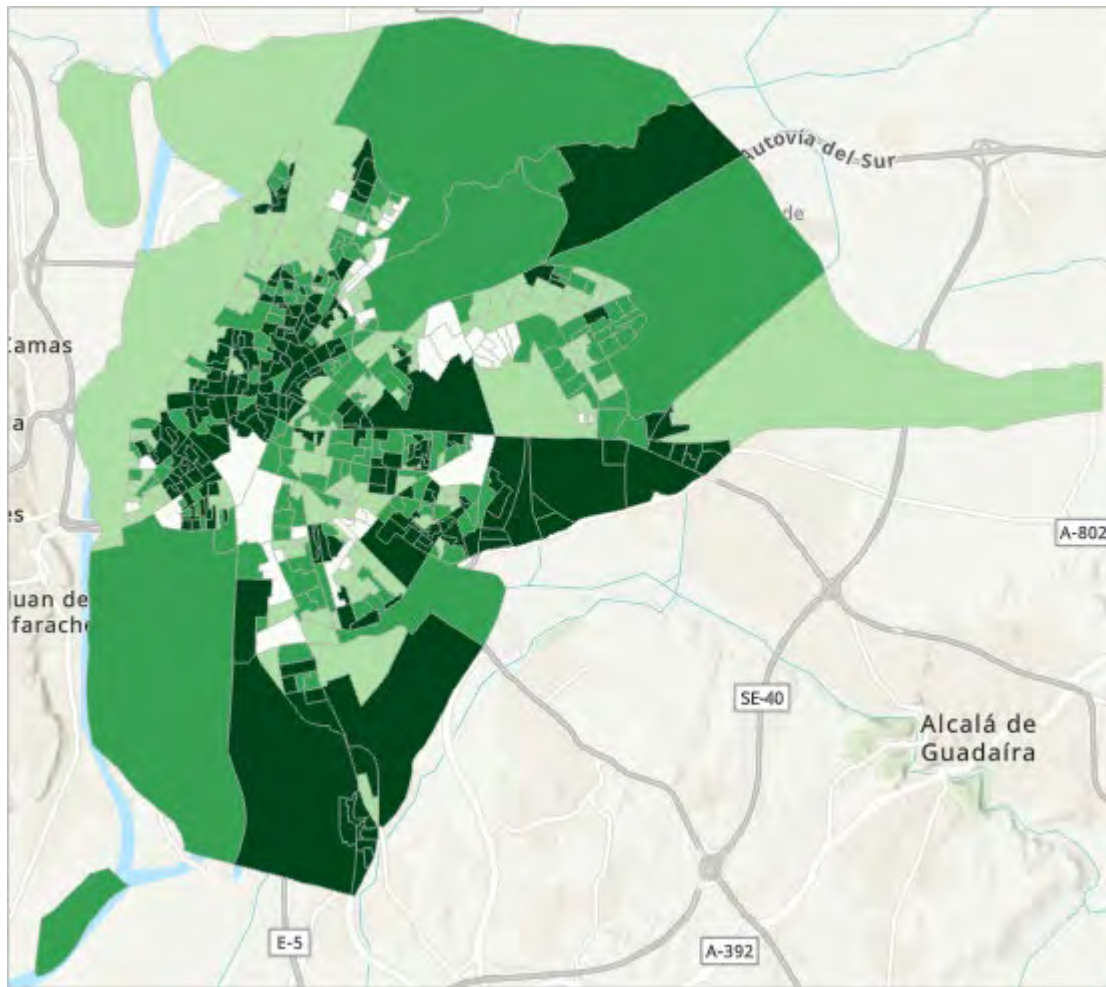 Autovía del Sur
de
Camas
a
es
A-802
Juan de
farache
SE-40
Alcalá de
Guadaíra
E-5
A-392